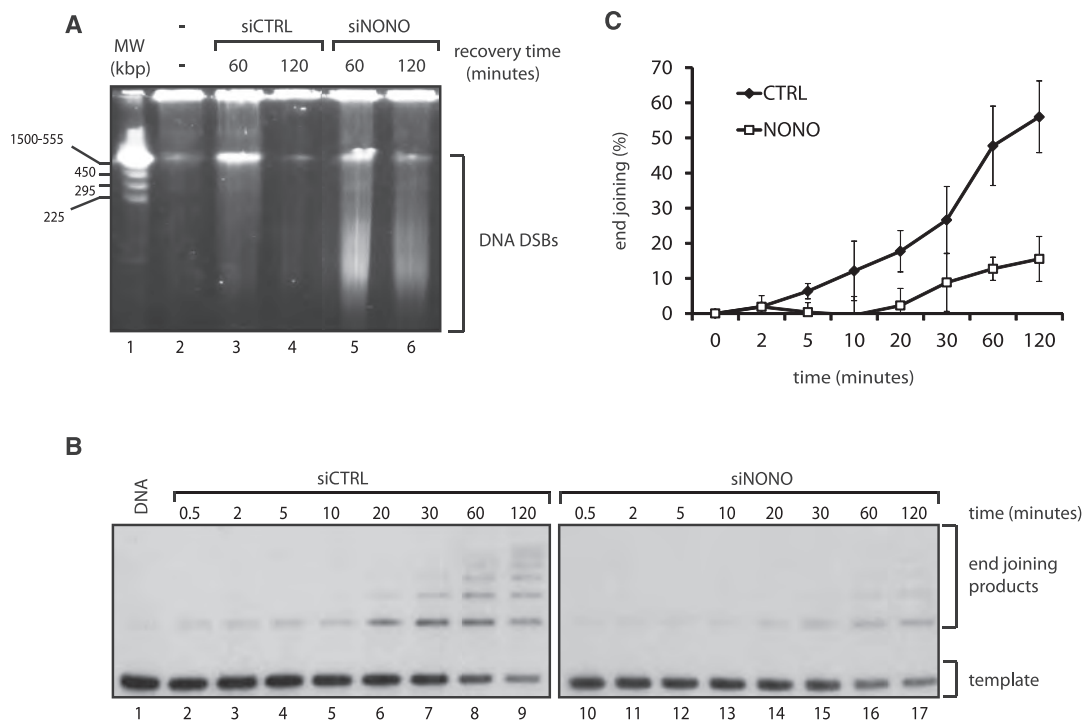 A
- siCTRL siNONO
MW
(kbp)
- 60 120 60 120
recovery time
(minutes)
1500-555
450
295
225
DNA DSBs
1 2 3 4 5 6
C
70
60
50
40
30
20
10
0
end joining (%)
CTRL
NONO
0 2 5 10 20 30 60 120
time (minutes)
B
DNA
siCTRL siNONO
0.5 2 5 10 20 30 60 120 0.5 2 5 10 20 30 60 120 time (minutes)
end joining
products
template
1 2 3 4 5 6 7 8 9 10 11 12 13 14 15 16 17